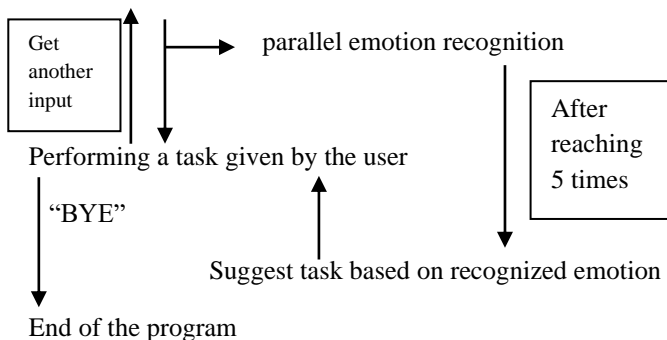 Get
another
input
parallel emotion recognition
After
reaching
5 times
Performing a task given by the user
“BYE”
Suggest task based on recognized emotion
End of the program